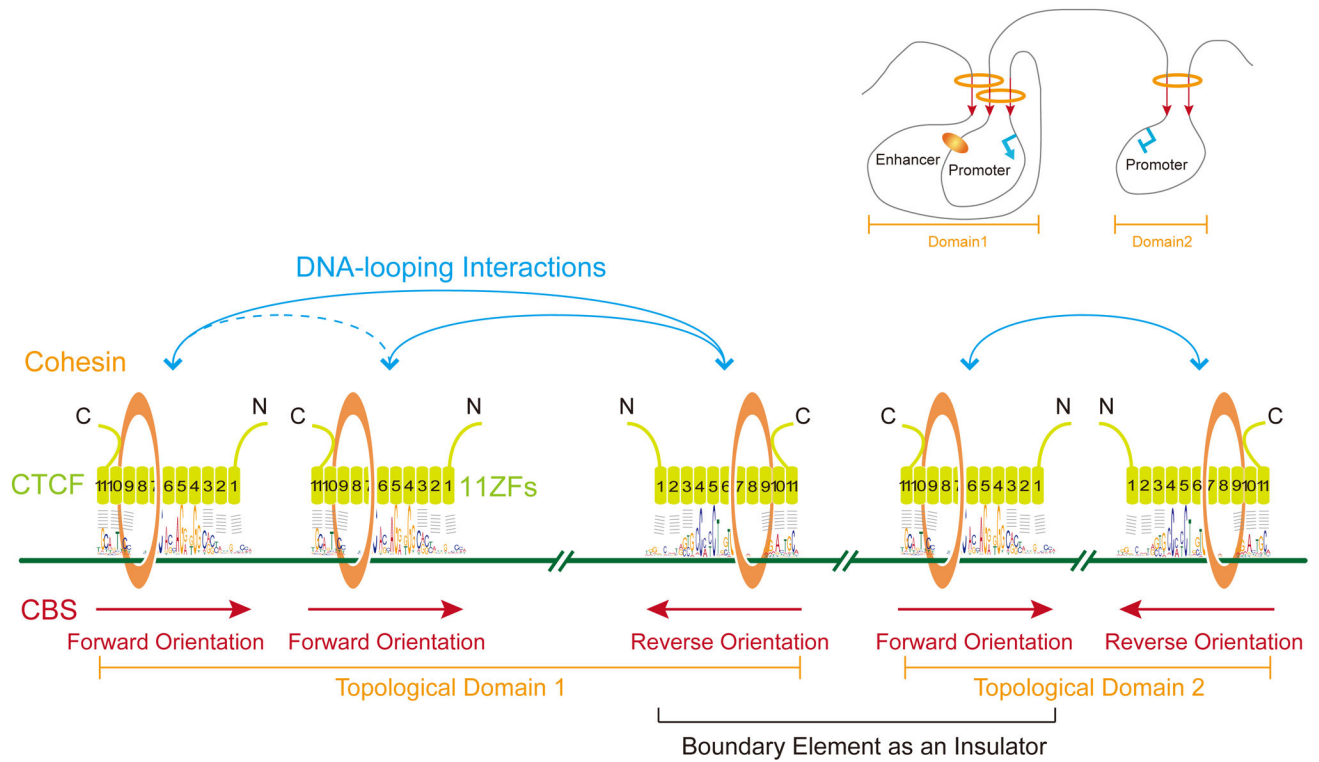 Enhancer
Promoter
Promoter
Domain1
Domain2
DNA-looping Interactions
Cohesin
C
N
C
N
N
C
C
N
N
C
CTCF
11 10 9 8 7 6 5 4 3 2 1
11 10 9 8 7 6 5 4 3 2 1
11ZFs
1 2 3 4 5 6 7 8 9 10 11
11 10 9 8 7 6 5 4 3 2 1
1 2 3 4 5 6 7 8 9 10 11
CBS
Forward Orientation
Forward Orientation
Reverse Orientation
Forward Orientation
Reverse Orientation
Topological Domain 1
Topological Domain 2
Boundary Element as an Insulator